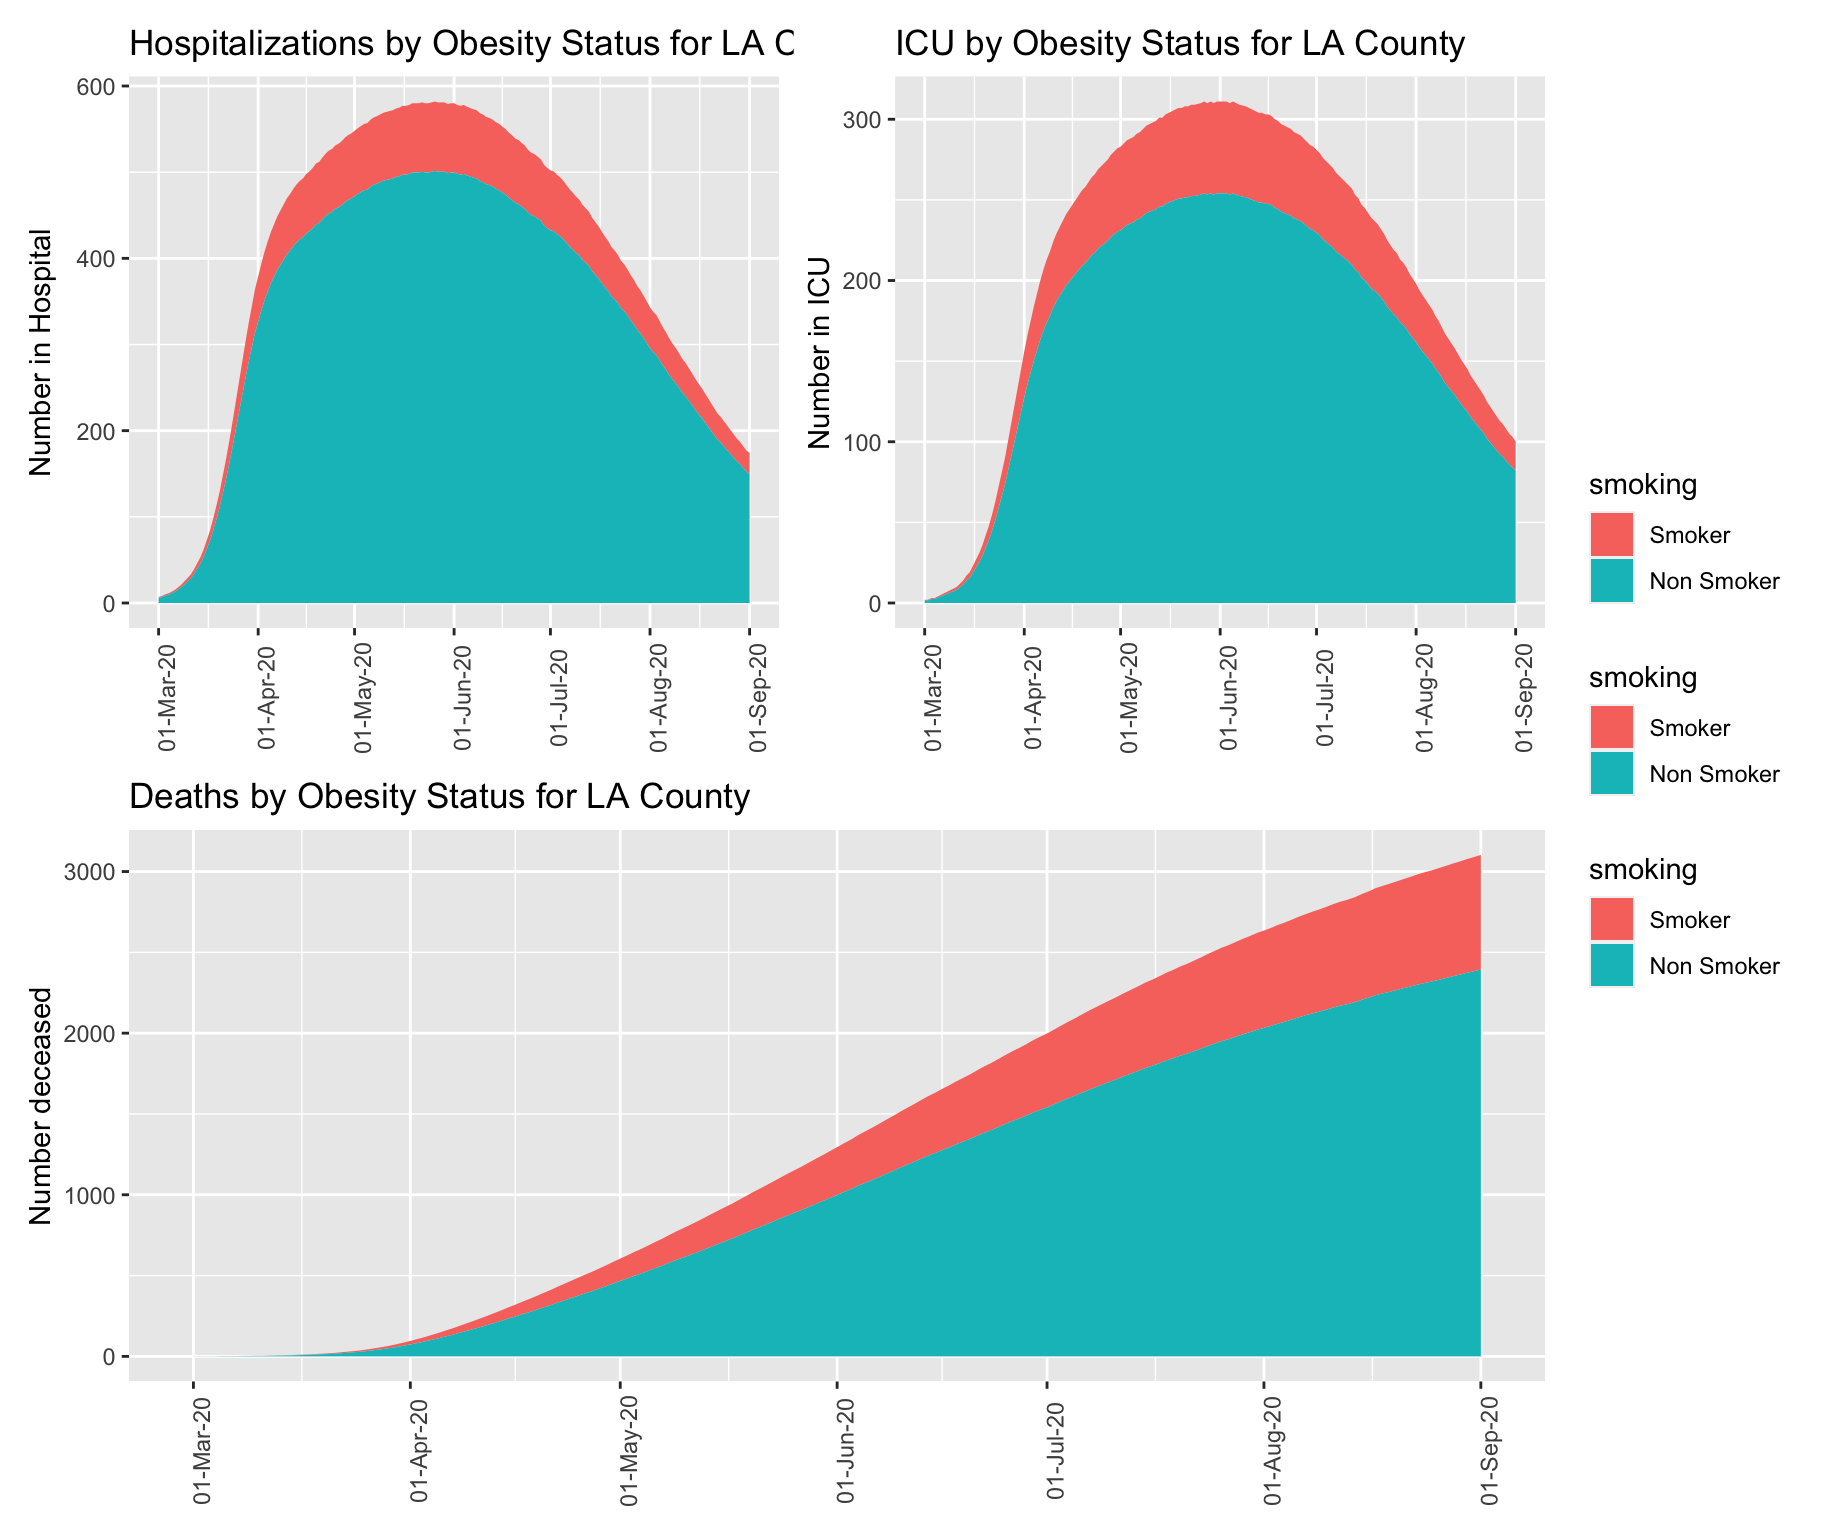 Hospitalizations by Obesity Status for LA C
Number in Hospital
600
400
200
0
01-Mar-20
01-Apr-20
01-May-20
01-Jun-20
01-Jul-20
01-Aug-20
01-Sep-20
ICU by Obesity Status for LA County
Number in ICU
300
200
100
0
01-Mar-20
01-Apr-20
01-May-20
01-Jun-20
01-Jul-20
01-Aug-20
01-Sep-20
Deaths by Obesity Status for LA County
Number deceased
3000
2000
1000
0
01-Mar-20
01-Apr-20
01-May-20
01-Jun-20
01-Jul-20
01-Aug-20
01-Sep-20
smoking
Smoker
Non Smoker
smoking
Smoker
Non Smoker
smoking
Smoker
Non Smoker